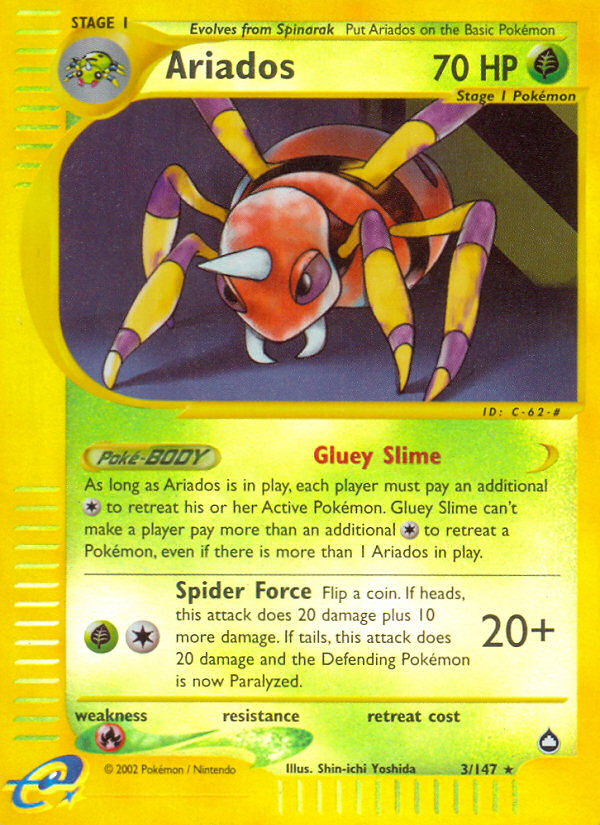 STAGE 1
Evolves from Spinarak Put Ariados on the Basic Pokémon
Ariados 70 HP
Stage 1 Pokémon
ID: C-62-#
Poké-BODY Gluey Slime
As long as Ariados is in play, each player must pay an additional
to retreat his or her Active Pokémon. Gluey Slime can't
make a player pay more than an additional to retreat a
Pokémon, even if there is more than 1 Ariados in play.
Spider Force Flip a coin. If heads,
this attack does 20 damage plus 10
more damage. If tails, this attack does
20 damage and the Defending Pokémon
is now Paralyzed.
20+
weakness resistance retreat cost
e
© 2002 Pokémon / Nintendo Illus. Shin-ichi Yoshida 3/147 ★